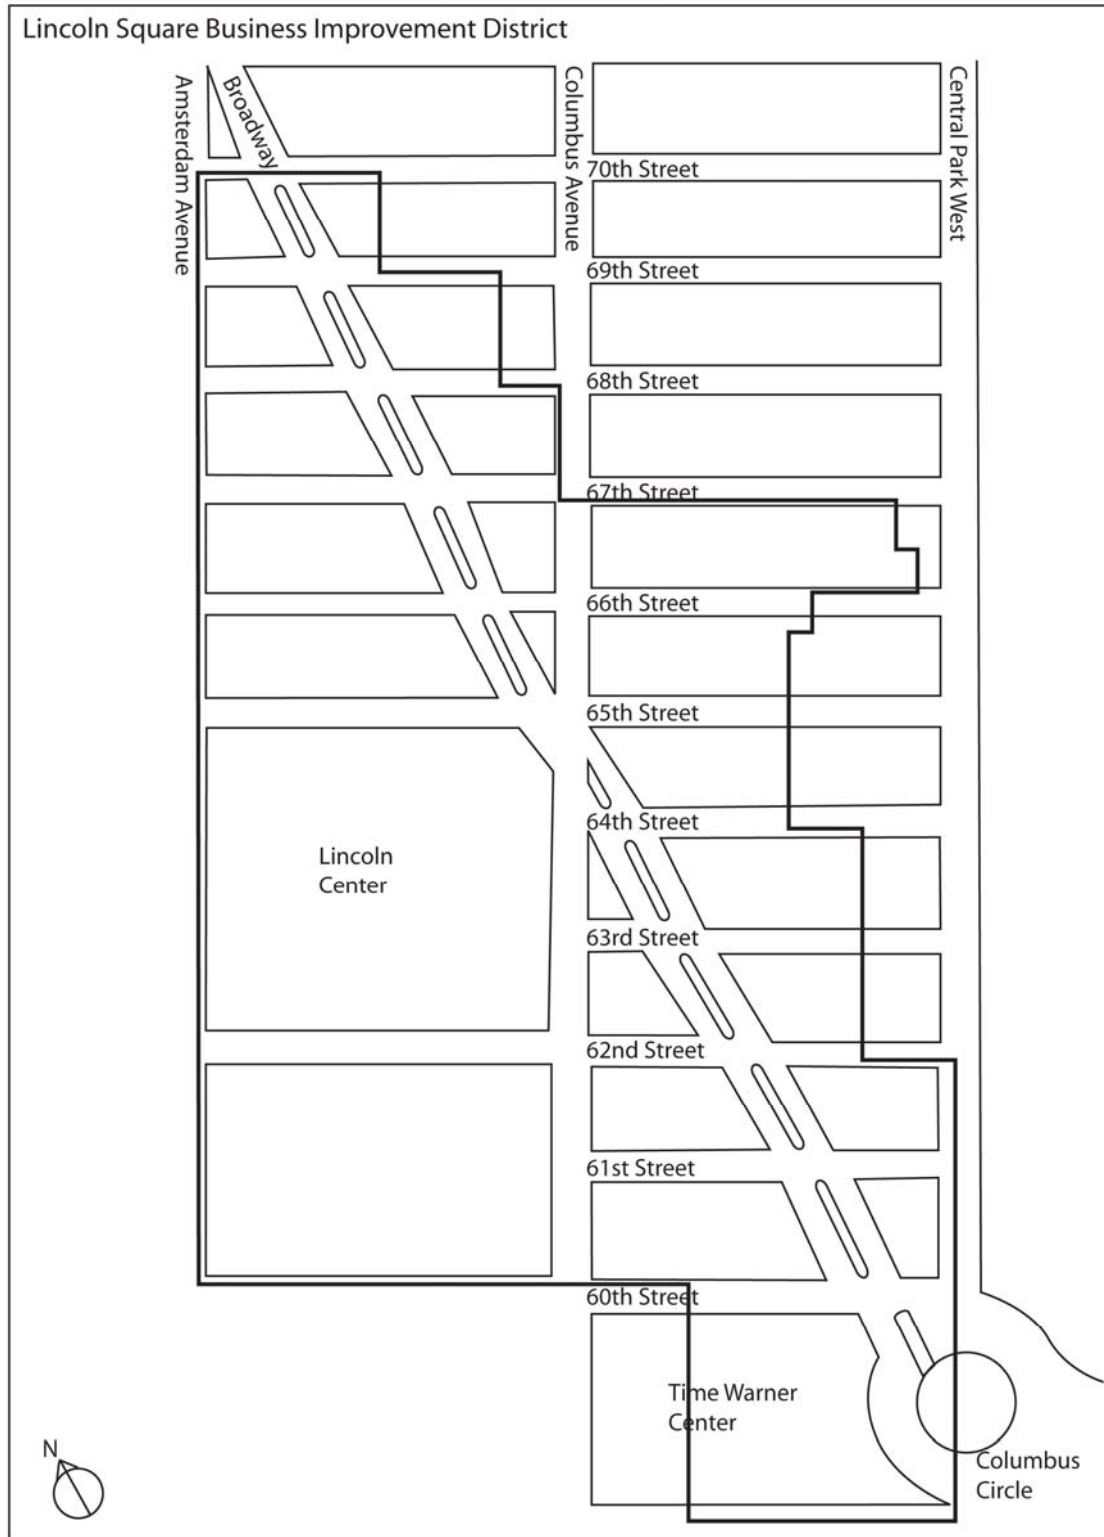 Lincoln Square Business Improvement District
Amsterdam Avenue
Broadway
Columbus Avenue
Central Park West
70th Street
69th Street
68th Street
67th Street
66th Street
65th Street
64th Street
Lincoln
Center
63rd Street
62nd Street
61st Street
60th Street
Time Warner
Center
Columbus
Circle
N